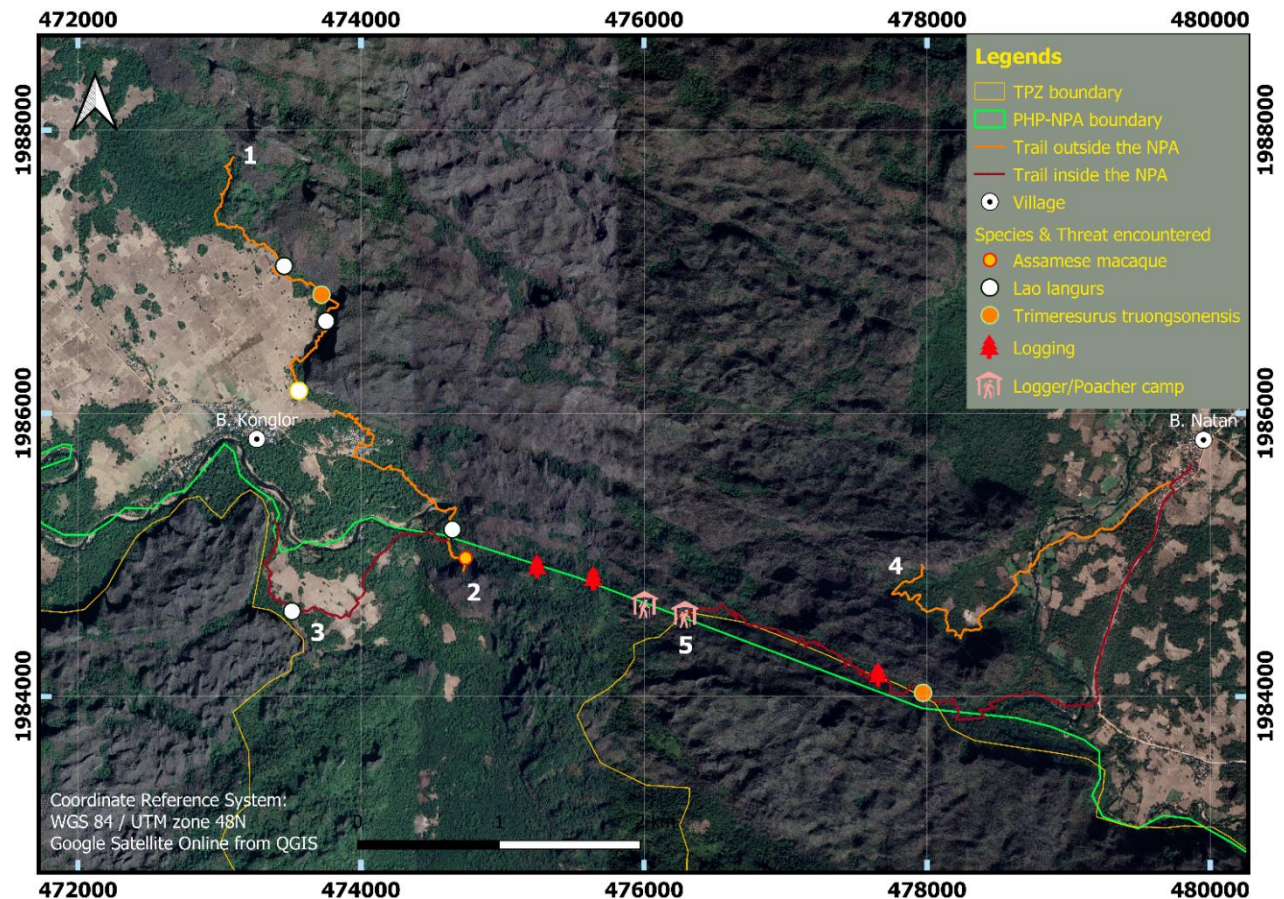 472000 474000 476000 478000 480000
Legends
TPZ boundary
PHP-NPA boundary
Trail outside the NPA
Trail inside the NPA
Village
Species & Threat encountered
Assamese macaque
Lao langurs
Trimeresurus truongsonensis
Logging
Logger/Poacher camp
1988000
1988000
1
1986000
1986000
B. Konglor
B. Natan
4
2
3
5
1984000
1984000
Coordinate Reference System:
WGS 84 / UTM zone 48N
Google Satellite Online from QGIS
0 1 2 km
472000 474000 476000 478000 480000